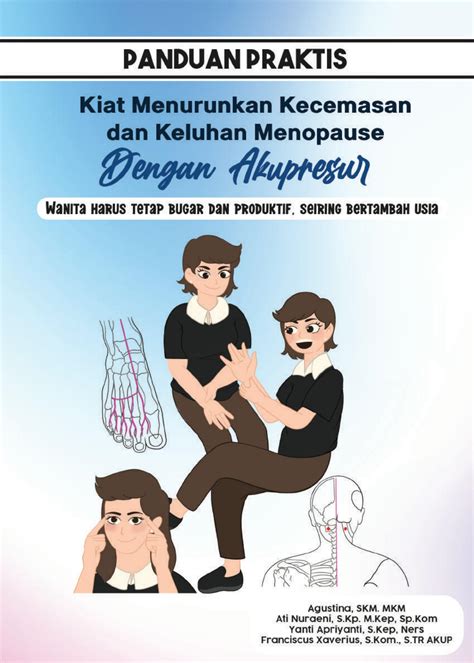 PANDUAN PRAKTIS
Kiat Menurunkan Kecemasan
dan Keluhan Menopause
Dengan Akupresur
WANITA HARUS TETAP BUGAR DAN PRODUKTIF, SEIRING BERTAMBAH USIA
Agustina, SKM. MKM
Ati Nuraeni, S.Kp. M.Kep, Sp.Kom
Yanti Apriyanti, S.Kep, Ners
Franciscus Xaverius, S.Kom., S.TR AKUP